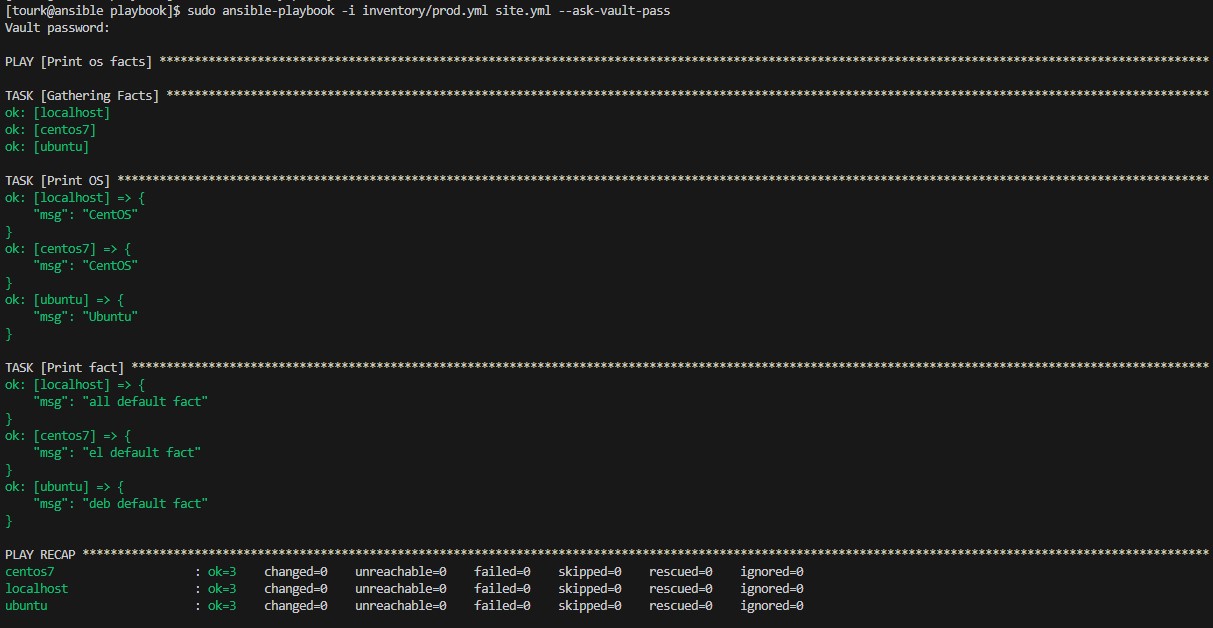 [tourk@ansible playbook]$ sudo ansible-playbook -i inventory/prod.yml site.yml --ask-vault-pass
Vault password:
PLAY [Print os facts] ******************************************************************************************************************************************************
TASK [Gathering Facts] *****************************************************************************************************************************************************
ok: [localhost]
ok: [centos7]
ok: [ubuntu]
TASK [Print OS] ************************************************************************************************************************************************************
ok: [localhost] => {
    "msg": "CentOS"
}
ok: [centos7] => {
    "msg": "CentOS"
}
ok: [ubuntu] => {
    "msg": "Ubuntu"
}
TASK [Print fact] **********************************************************************************************************************************************************
ok: [localhost] => {
    "msg": "all default fact"
}
ok: [centos7] => {
    "msg": "el default fact"
}
ok: [ubuntu] => {
    "msg": "deb default fact"
}
PLAY RECAP *****************************************************************************************************************************************************************
centos7                    : ok=3    changed=0    unreachable=0    failed=0    skipped=0    rescued=0    ignored=0
localhost                  : ok=3    changed=0    unreachable=0    failed=0    skipped=0    rescued=0    ignored=0
ubuntu                     : ok=3    changed=0    unreachable=0    failed=0    skipped=0    rescued=0    ignored=0